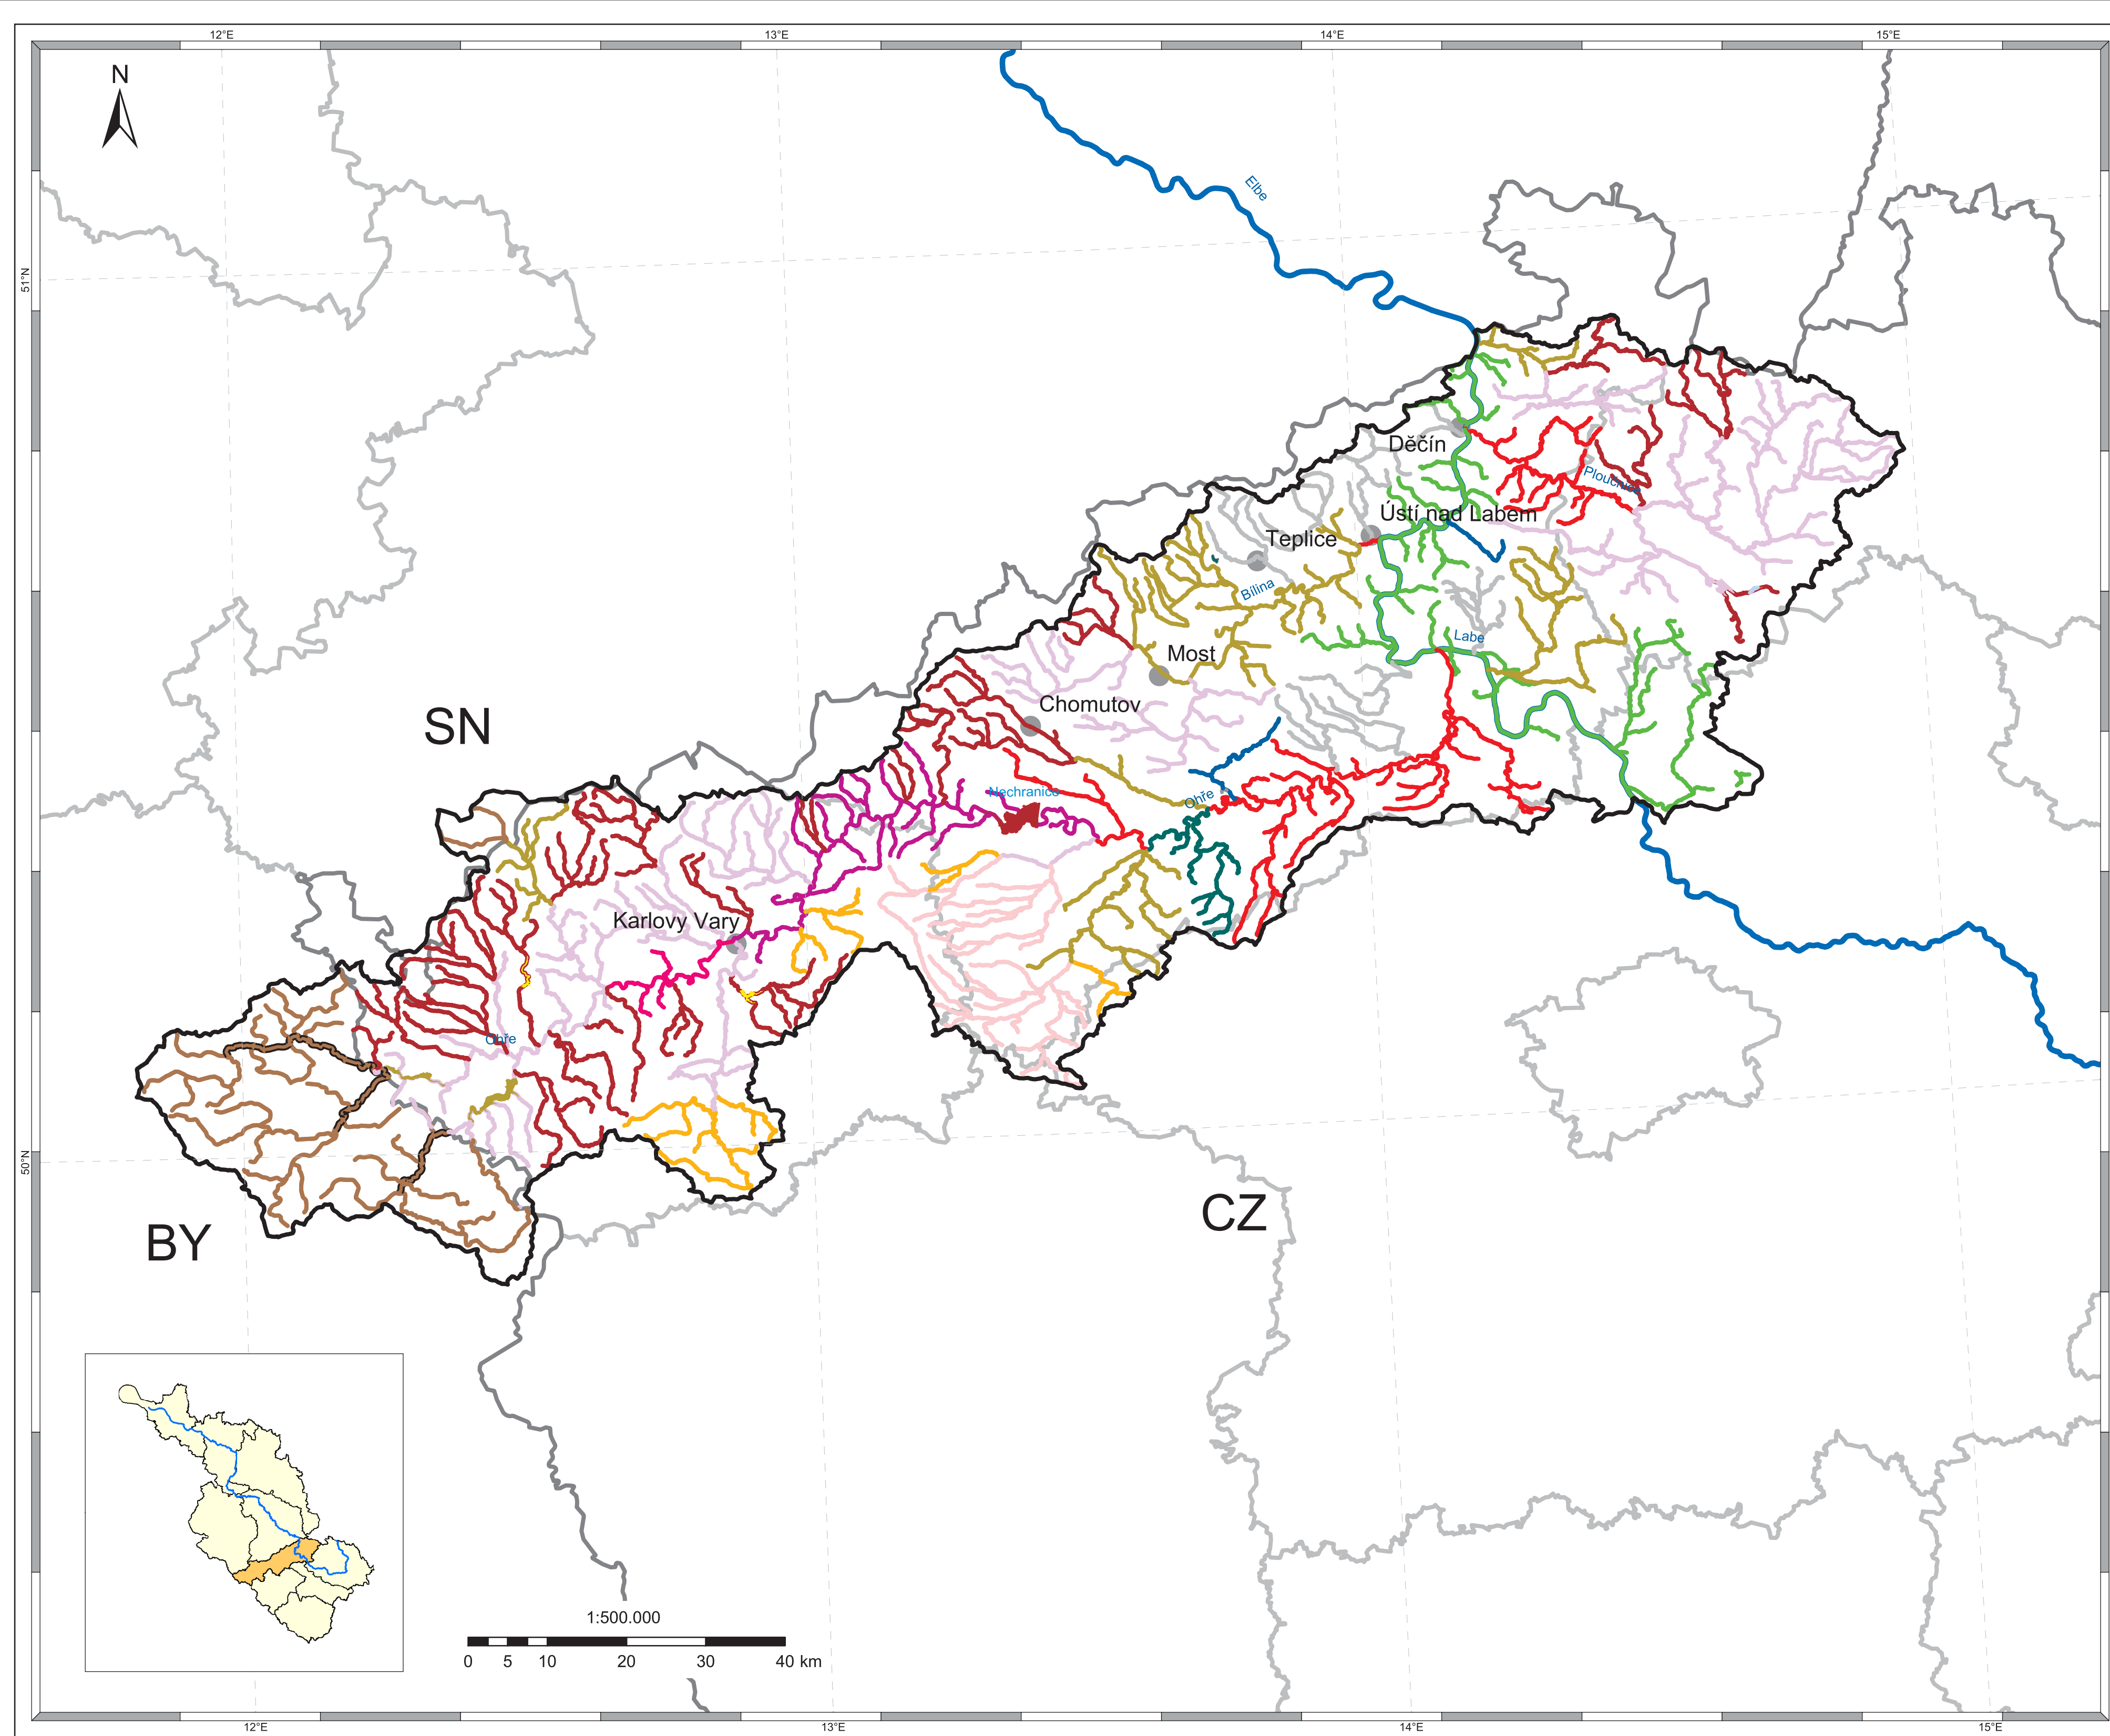 12°E 13°E 14°E 15°E
N
Elbe
51°N
Děčín
Ploučnice
Ústí nad Labem
Teplice
Bílina
Labe
Most
Chomutov
SN
Nechranice
Ohře
Karlovy Vary
Ohře
50°N
CZ
BY
1:500.000
0 5 10 20 30 40 km
12°E 13°E 14°E 15°E